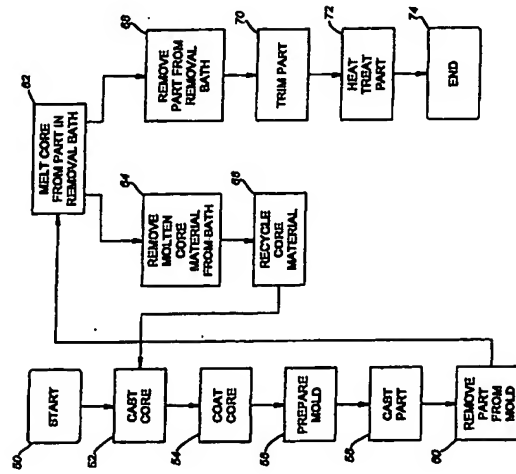 50
START
52
CAST
CORE
54
COAT CORE
56
PREPARE
MOLD
58
CAST PART
60
REMOVE
PART FROM
MOLD
62
MELT CORE
FROM PART IN
REMOVAL BATH
64
REMOVE
MOLTEN CORE
MATERIAL
FROM BATH
66
RECYCLE
CORE
MATERIAL
68
REMOVE
PART FROM
REMOVAL
BATH
70
TRIM PART
72
HEAT TREAT
PART
74
END